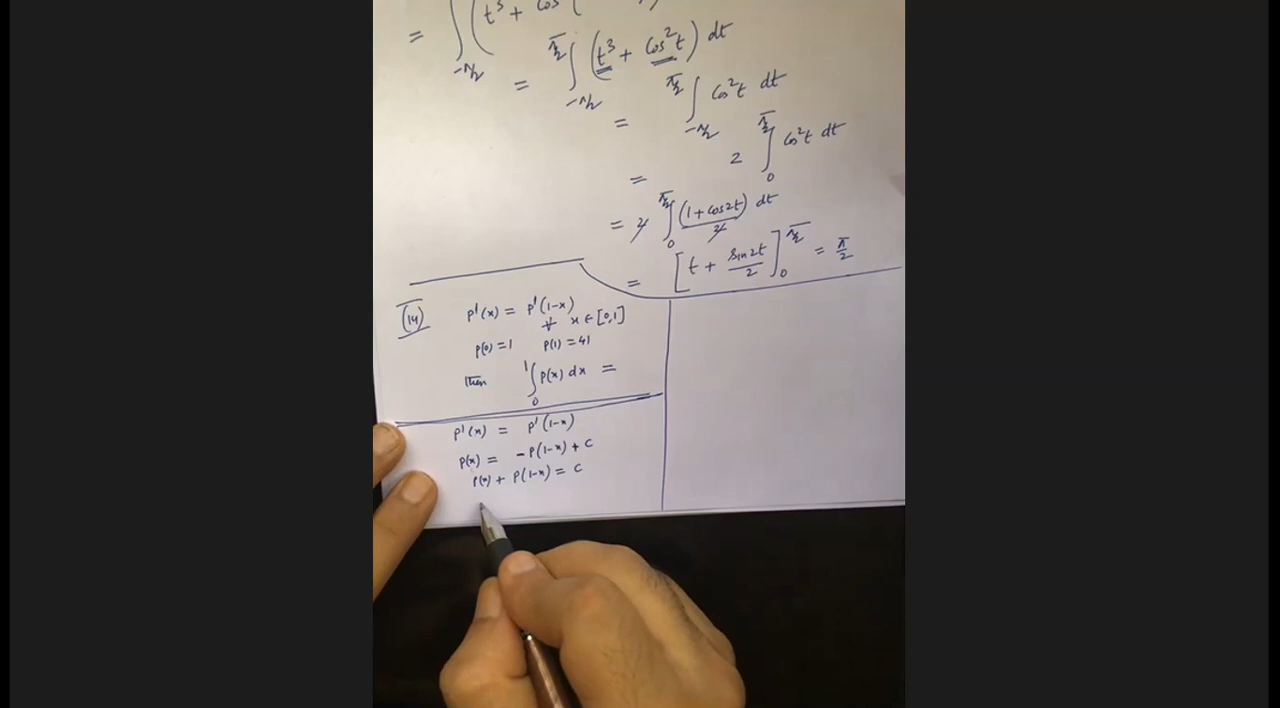 = ∫_{-π/2} (t³ + cos (
= ∫_{-π/2}^{π/2} (t³ + cos²t) dt
= ∫_{-π/2}^{π/2} cos²t dt
= 2 ∫_0^{π/2} cos²t dt
= 2 ∫_0^{π/2} (1+cos2t)/2 dt
= [t + sin2t/2]_0^{π/2} = π/2
(14) p'(x) = p'(1-x)
∀ x ∈ [0,1]
p(0)=1 p(1)=41
Then ∫_0^1 p(x) dx =
p'(x) = p'(1-x)
p(x) = -p(1-x) + c
p(x) + p(1-x) = c